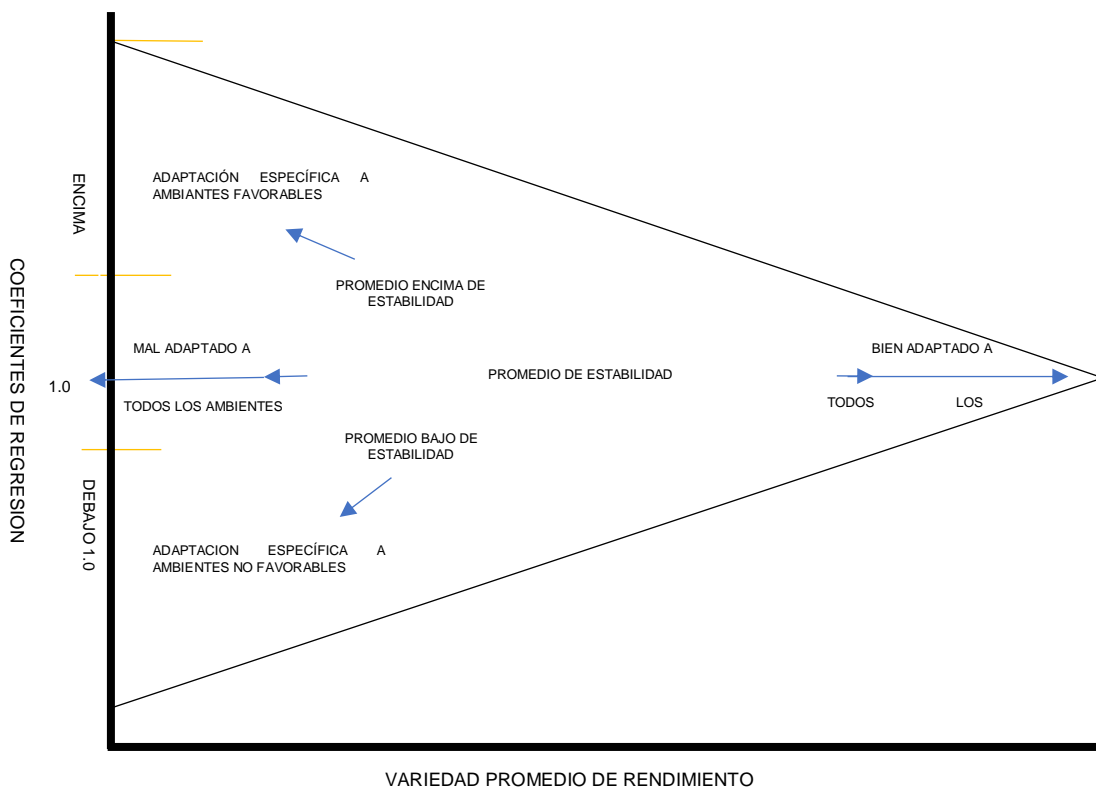 ADAPTACIÓN ESPECÍFICA A
AMBIANTES FAVORABLES
ENCIMA
PROMEDIO ENCIMA DE
ESTABILIDAD
COEFICIENTES DE REGRESION
MAL ADAPTADO A
BIEN ADAPTADO A
1.0
PROMEDIO DE ESTABILIDAD
TODOS LOS AMBIENTES
TODOS LOS
PROMEDIO BAJO DE
ESTABILIDAD
DEBAJO 1.0
ADAPTACION ESPECÍFICA A
AMBIENTES NO FAVORABLES
VARIEDAD PROMEDIO DE RENDIMIENTO